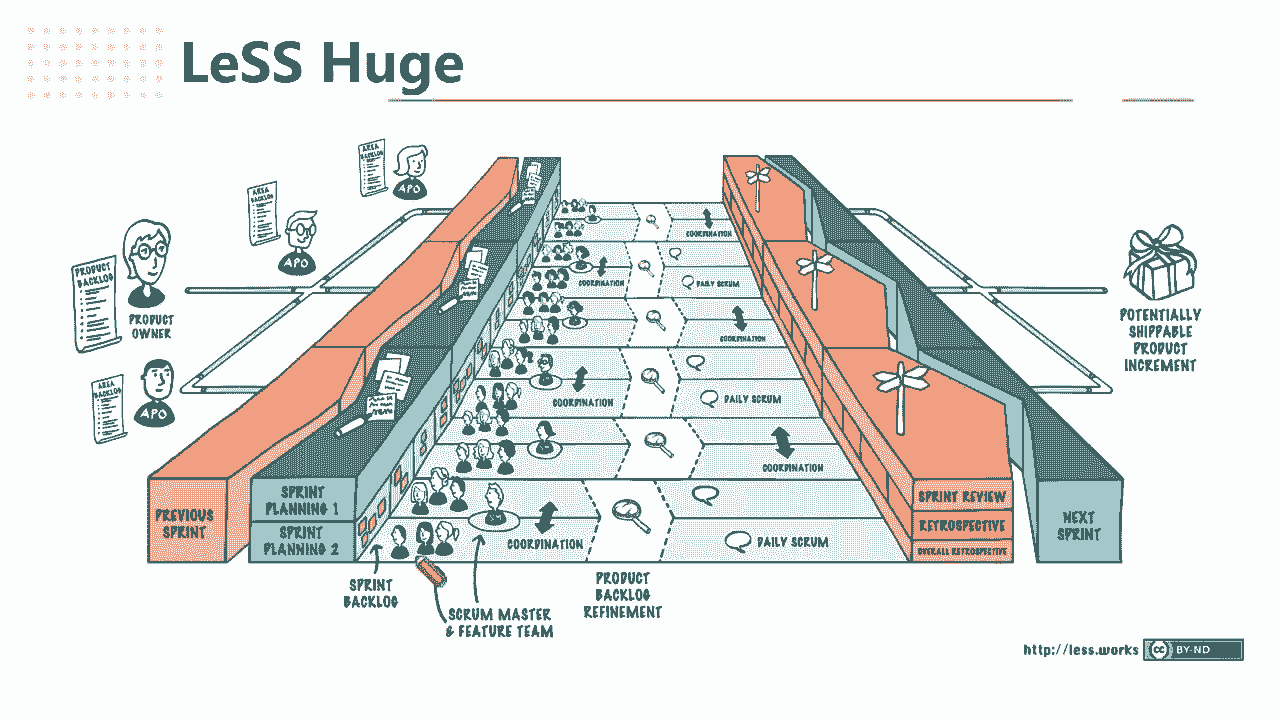 LeSS Huge
AREA
BACKLOG
APO
AREA
BACKLOG
APO
PRODUCT
BACKLOG
PRODUCT
OWNER
AREA
BACKLOG
APO
PREVIOUS
SPRINT
SPRINT
PLANNING 1
SPRINT
PLANNING 2
COORDINATION
COORDINATION
DAILY SCRUM
COORDINATION
COORDINATION
DAILY SCRUM
COORDINATION
COORDINATION
DAILY SCRUM
SPRINT REVIEW
RETROSPECTIVE
OVERALL RETROSPECTIVE
NEXT
SPRINT
POTENTIALLY
SHIPPABLE
PRODUCT
INCREMENT
SPRINT
BACKLOG
SCRUM MASTER
& FEATURE TEAM
PRODUCT
BACKLOG
REFINEMENT
http://less.works
cc BY-ND